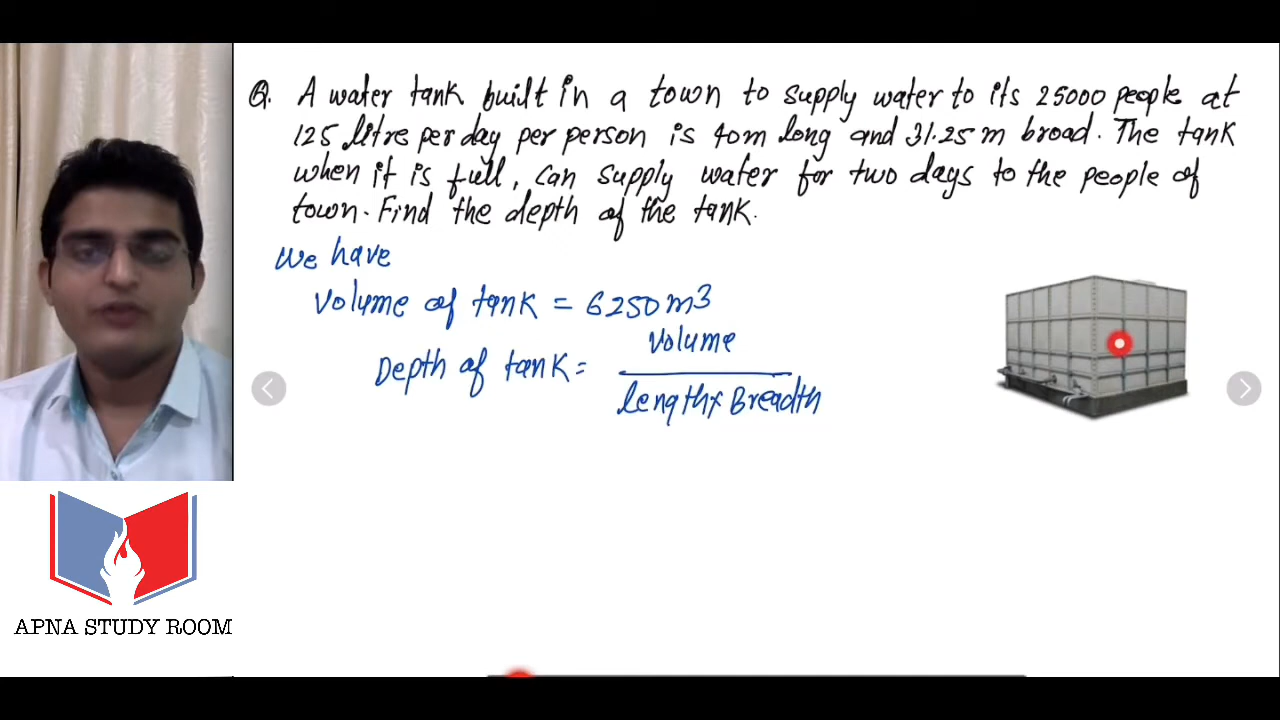 Q. A water tank built in a town to supply water to its 25000 people at
125 litre per day per person is 40m long and 31.25 m broad. The tank
when it is full, can supply water for two days to the people of
town. Find the depth of the tank.
We have
Volume of tank = 6250 m3
Volume
Depth of tank =
length x Breadth
APNA STUDY ROOM